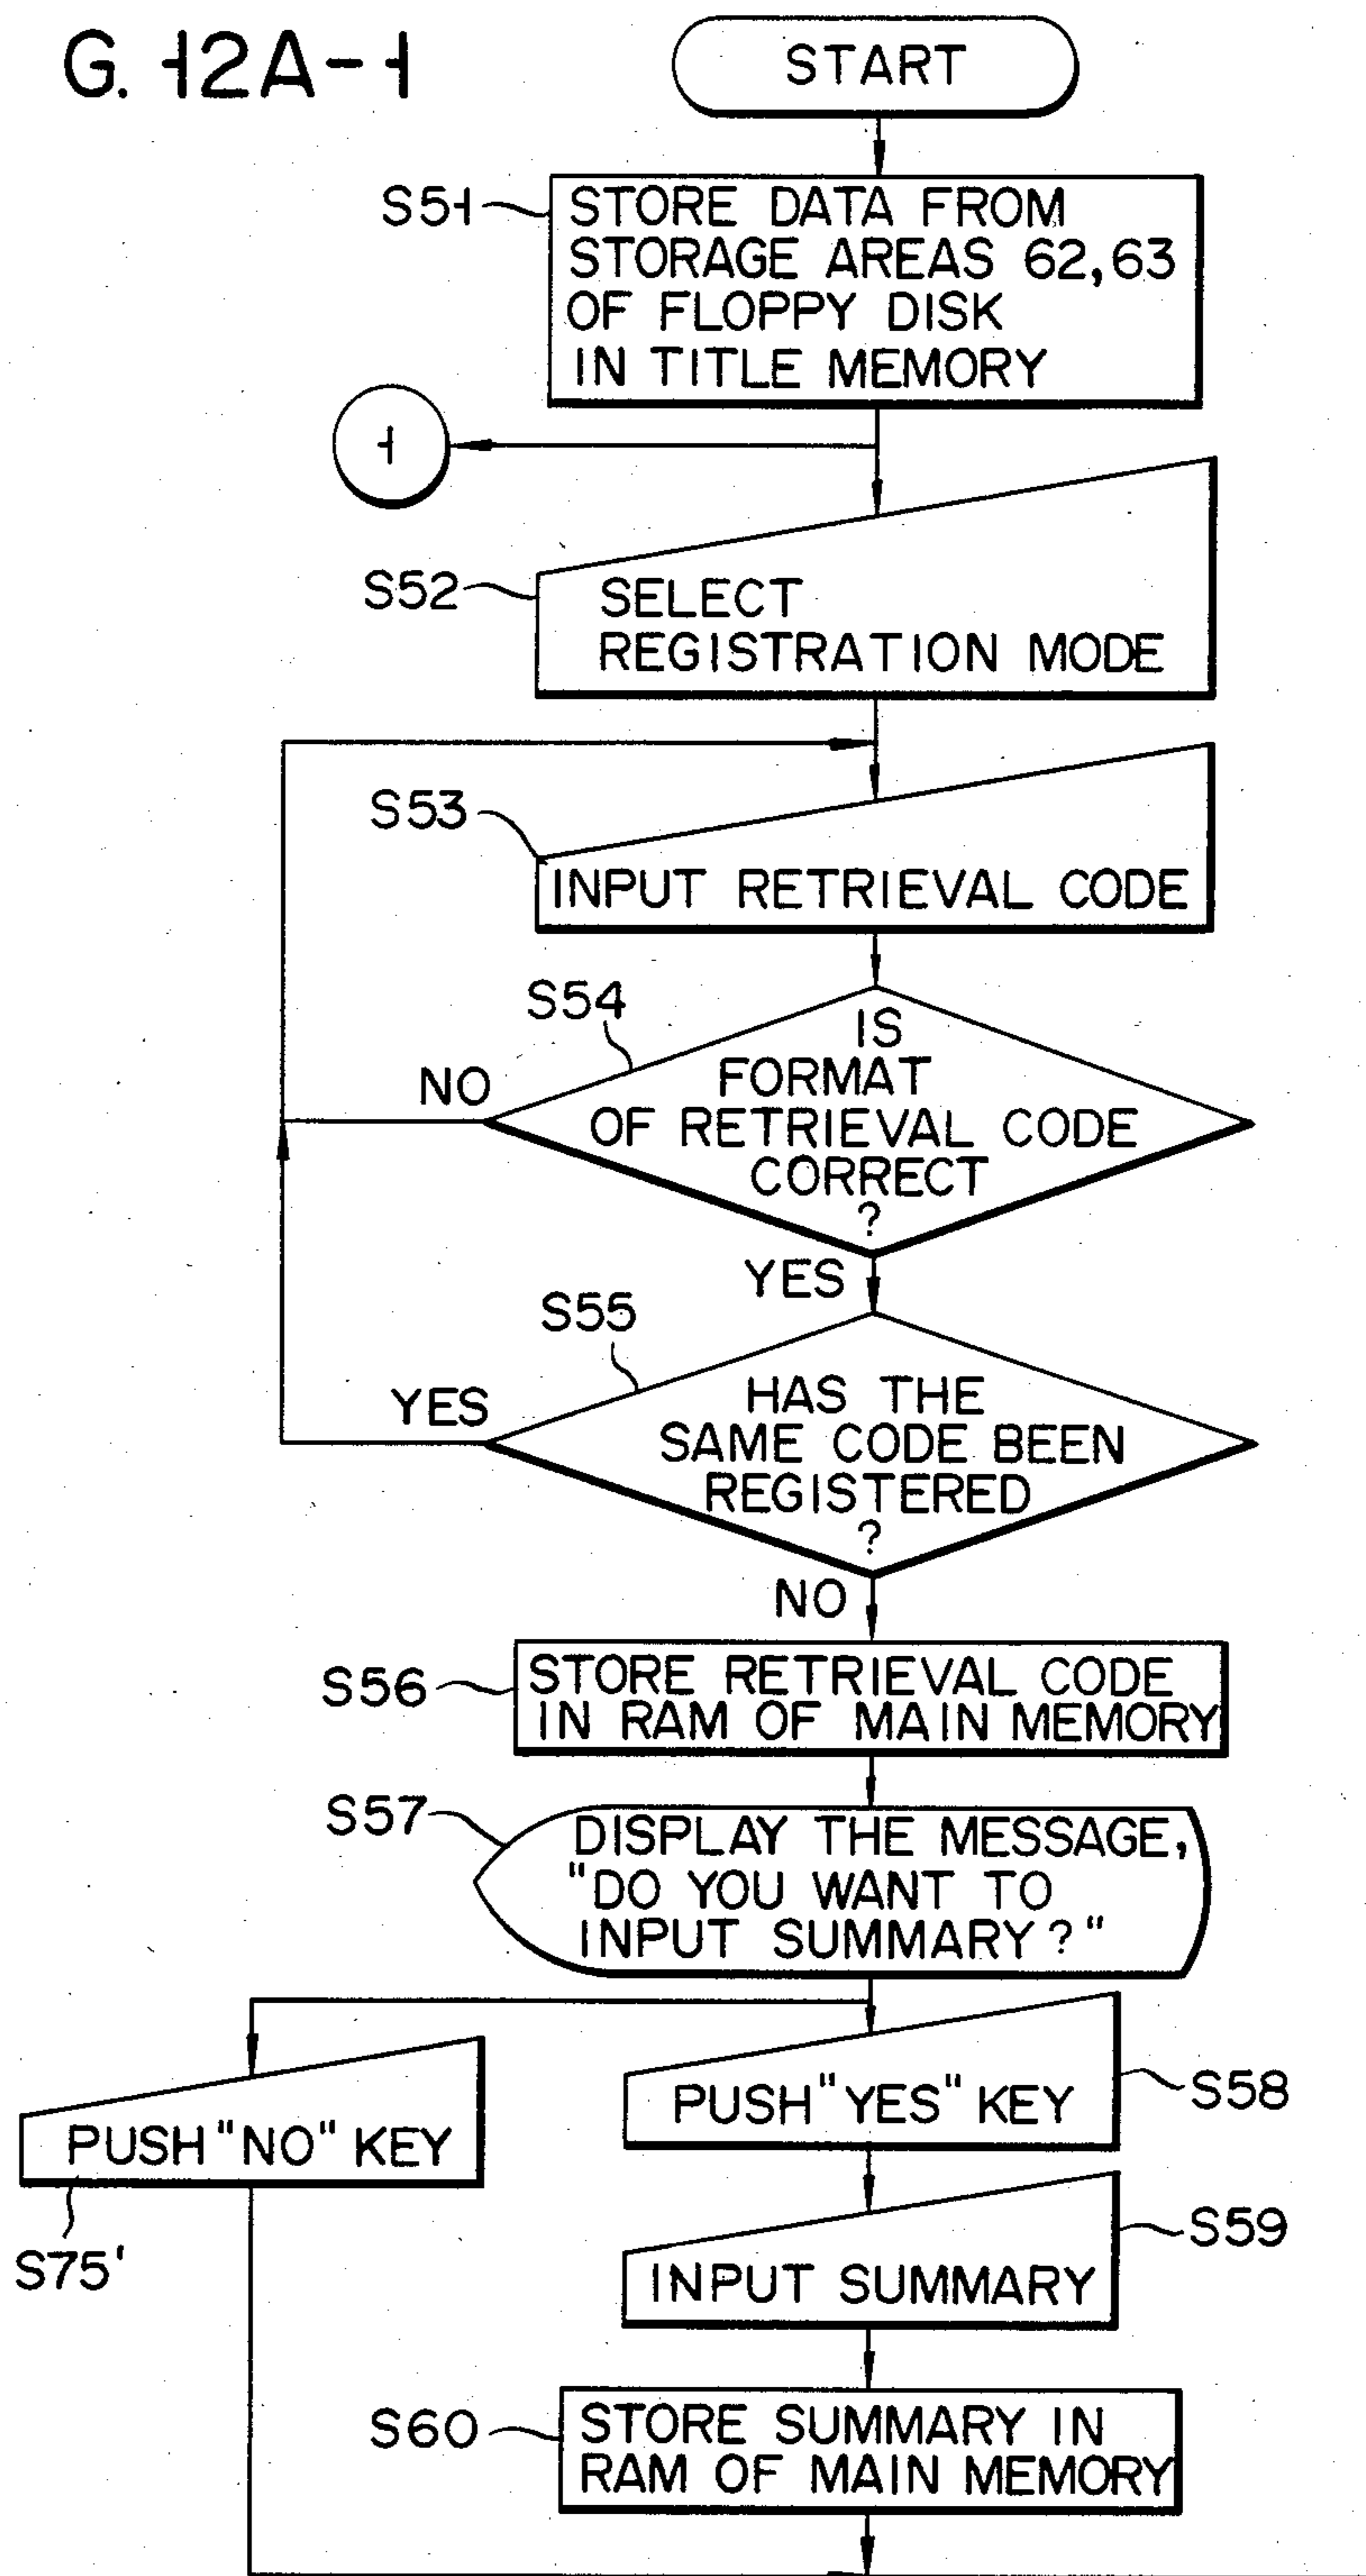 G. 12A-1
START
S51
STORE DATA FROM
STORAGE AREAS 62,63
OF FLOPPY DISK
IN TITLE MEMORY
1
S52
SELECT
REGISTRATION MODE
S53
INPUT RETRIEVAL CODE
S54
IS
FORMAT
OF RETRIEVAL CODE
CORRECT
?
NO
YES
S55
HAS THE
SAME CODE BEEN
REGISTERED
?
YES
NO
S56
STORE RETRIEVAL CODE
IN RAM OF MAIN MEMORY
S57
DISPLAY THE MESSAGE,
"DO YOU WANT TO
INPUT SUMMARY?"
PUSH "NO" KEY
S75'
PUSH "YES" KEY
S58
INPUT SUMMARY
S59
S60
STORE SUMMARY IN
RAM OF MAIN MEMORY